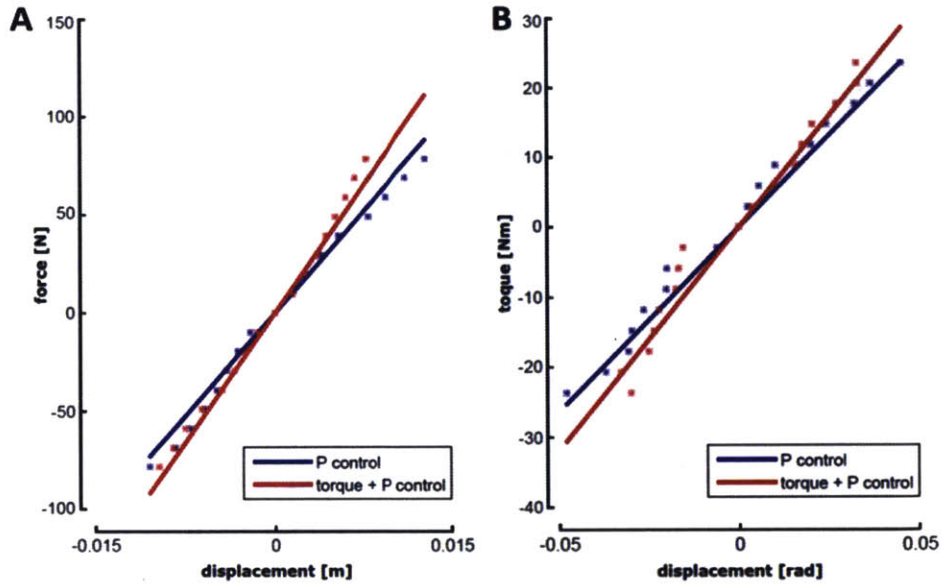 A
150
100
50
0
-50
-100
force [N]
-0.015
0
0.015
displacement [m]
P control
torque + P control
B
30
20
10
0
-10
-20
-30
-40
toque [Nm]
-0.05
0
0.05
displacement [rad]
P control
torque + P control